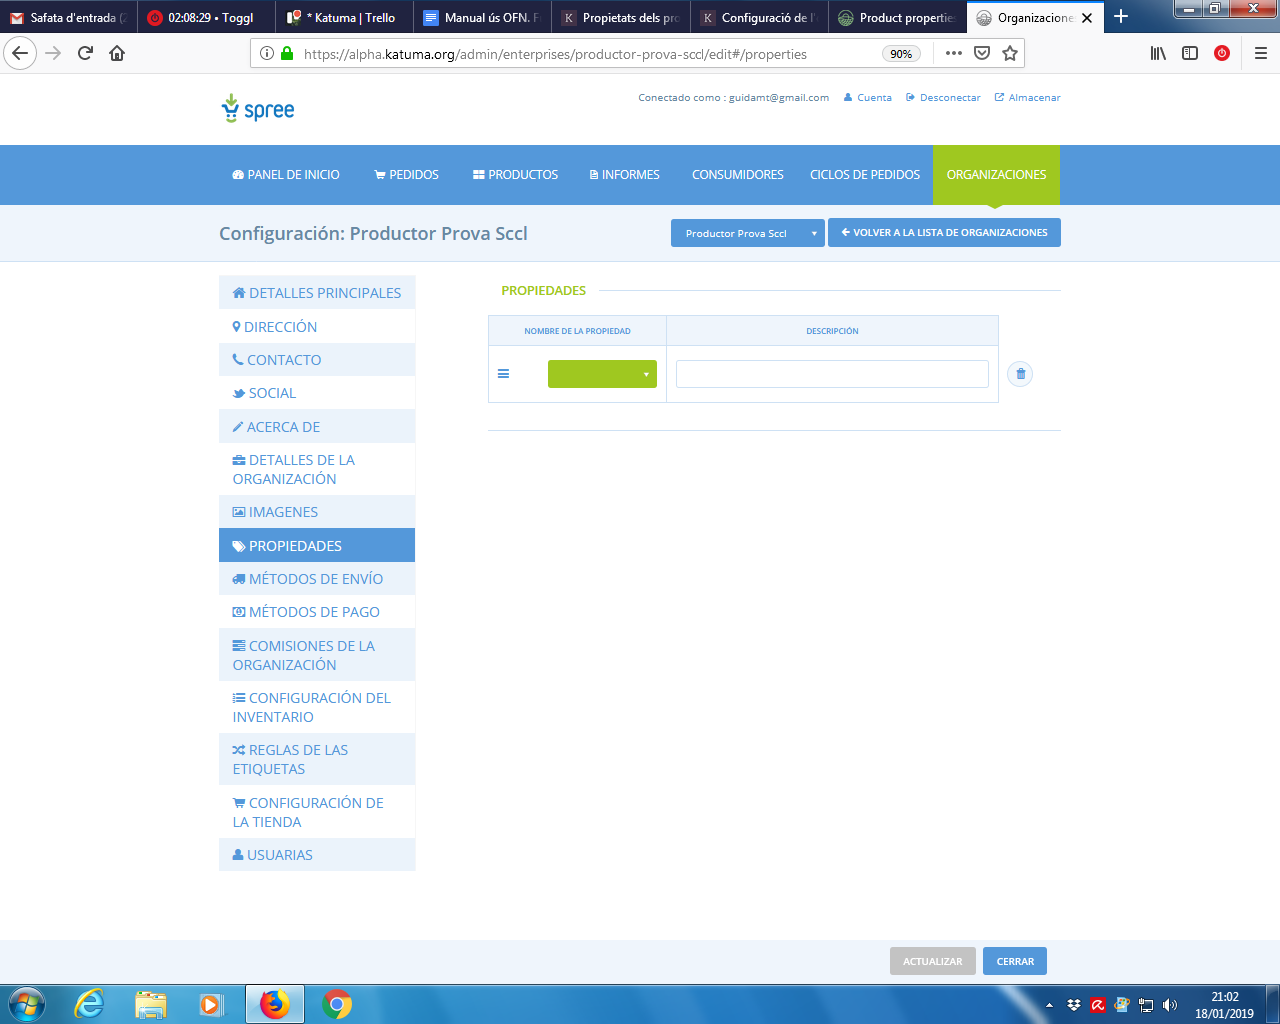 Safata d'entrada (2
02:08:29 • Toggl
* Katuma | Trello
Manual ús OFN. F
Propietats dels pro
Configuració de l'
Product properties
Organizacione
https://alpha.katuma.org/admin/enterprises/productor-prova-sccl/edit#/properties
90%
spree
Conectado como : guidamt@gmail.com
Cuenta
Desconectar
Almacenar
PANEL DE INICIO
PEDIDOS
PRODUCTOS
INFORMES
CONSUMIDORES
CICLOS DE PEDIDOS
ORGANIZACIONES
Configuración: Productor Prova Sccl
Productor Prova Sccl
VOLVER A LA LISTA DE ORGANIZACIONES
DETALLES PRINCIPALES
DIRECCIÓN
CONTACTO
SOCIAL
ACERCA DE
DETALLES DE LA
ORGANIZACIÓN
IMAGENES
PROPIEDADES
MÉTODOS DE ENVÍO
MÉTODOS DE PAGO
COMISIONES DE LA
ORGANIZACIÓN
CONFIGURACIÓN DEL
INVENTARIO
REGLAS DE LAS
ETIQUETAS
CONFIGURACIÓN DE
LA TIENDA
USUARIAS
PROPIEDADES
NOMBRE DE LA PROPIEDAD
DESCRIPCIÓN
ACTUALIZAR
CERRAR
21:02
18/01/2019